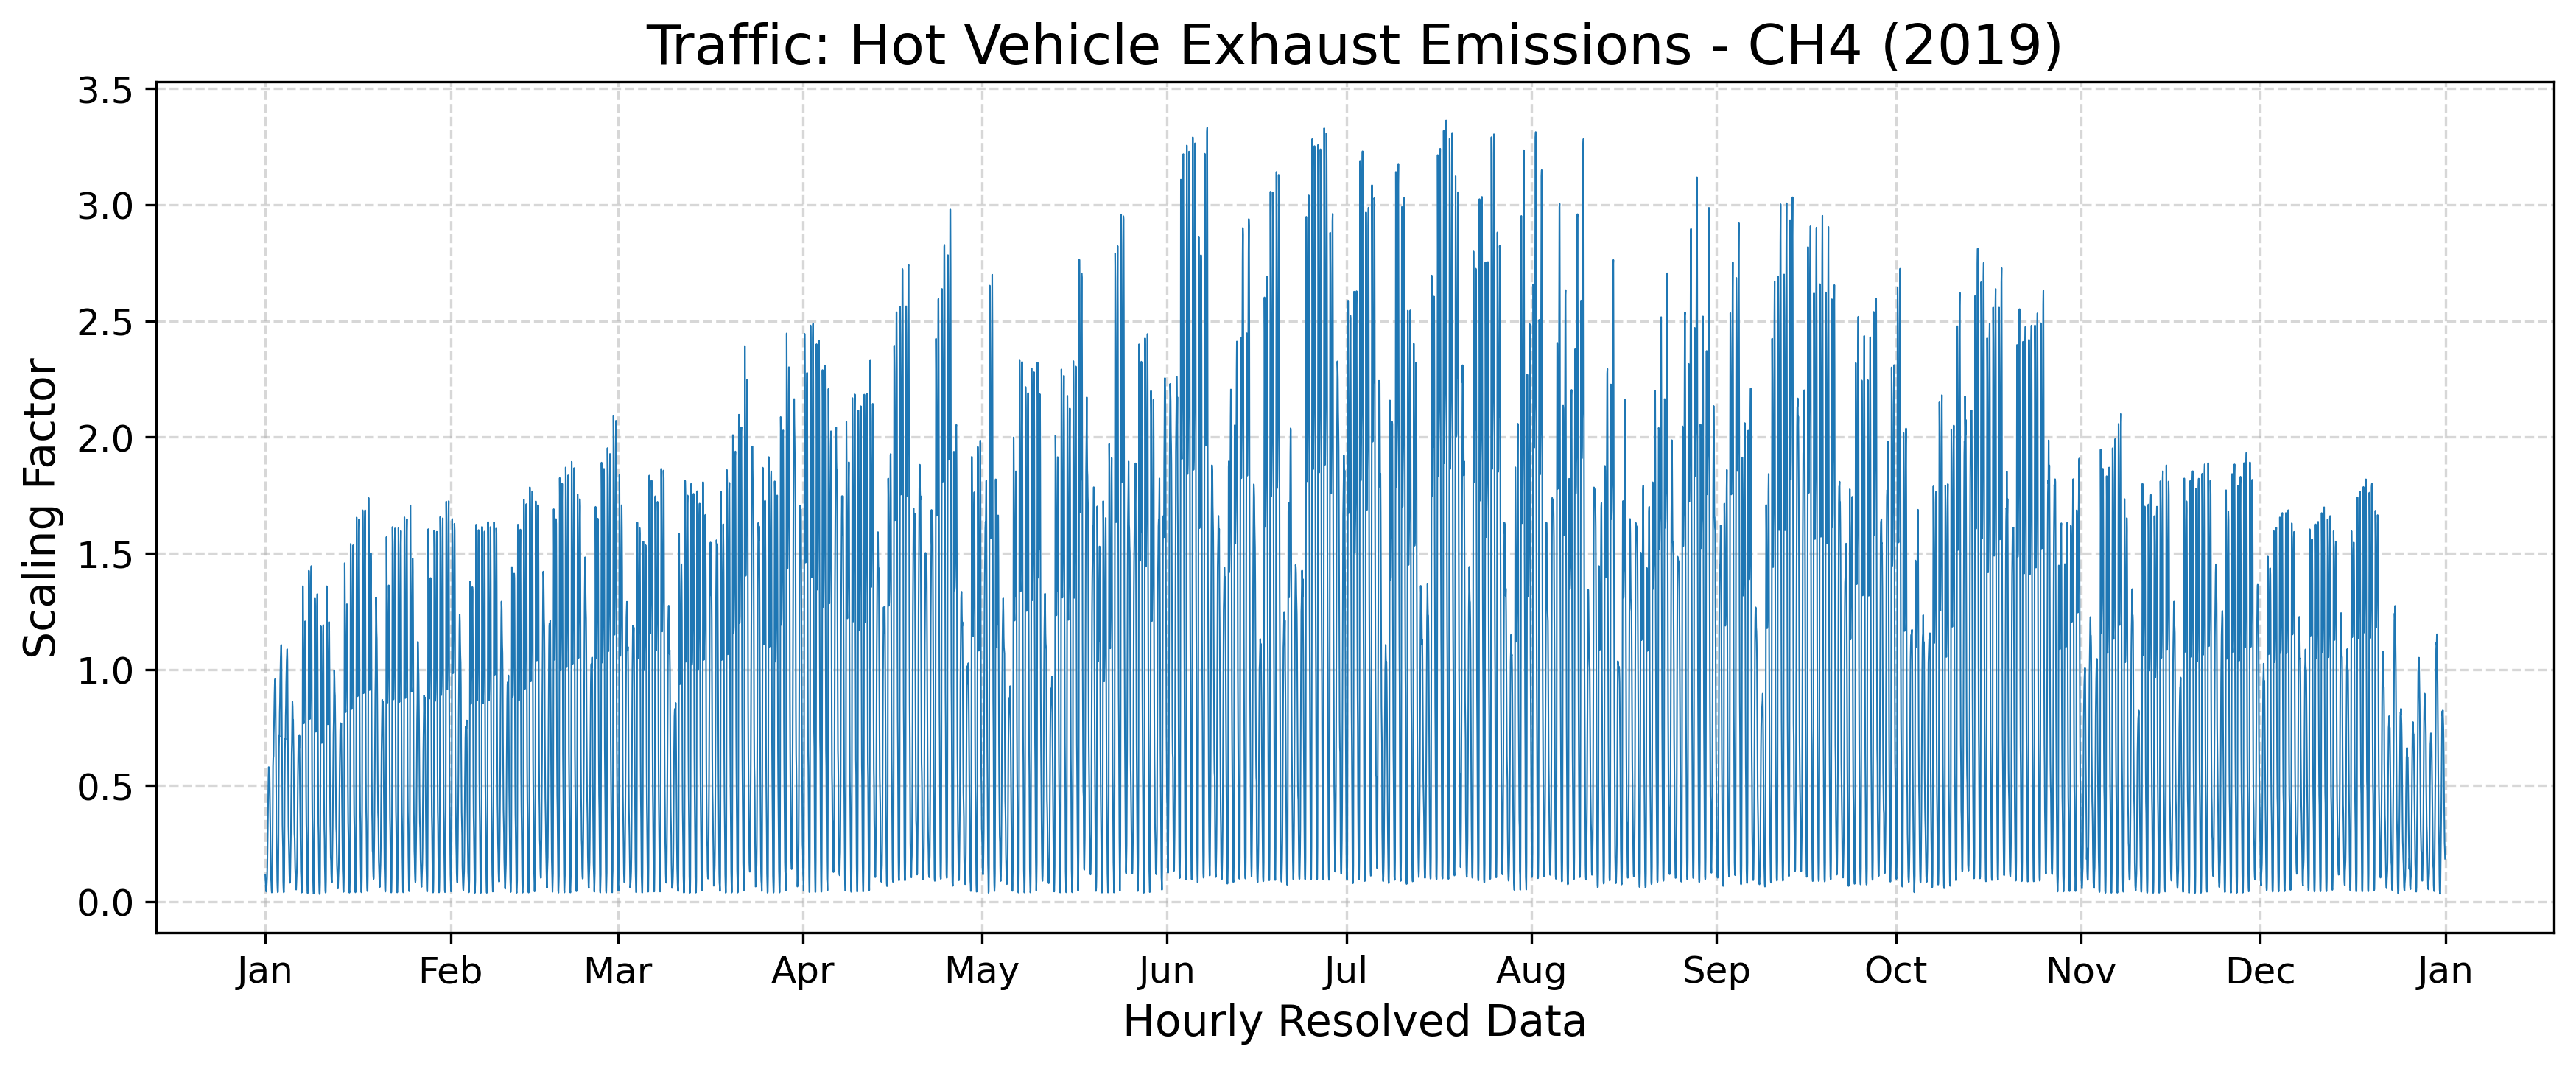 Traffic: Hot Vehicle Exhaust Emissions - CH4 (2019)
3.5
3.0
2.5
2.0
1.5
1.0
0.5
0.0
Scaling Factor
Jan Feb Mar Apr May Jun Jul Aug Sep Oct Nov Dec Jan
Hourly Resolved Data